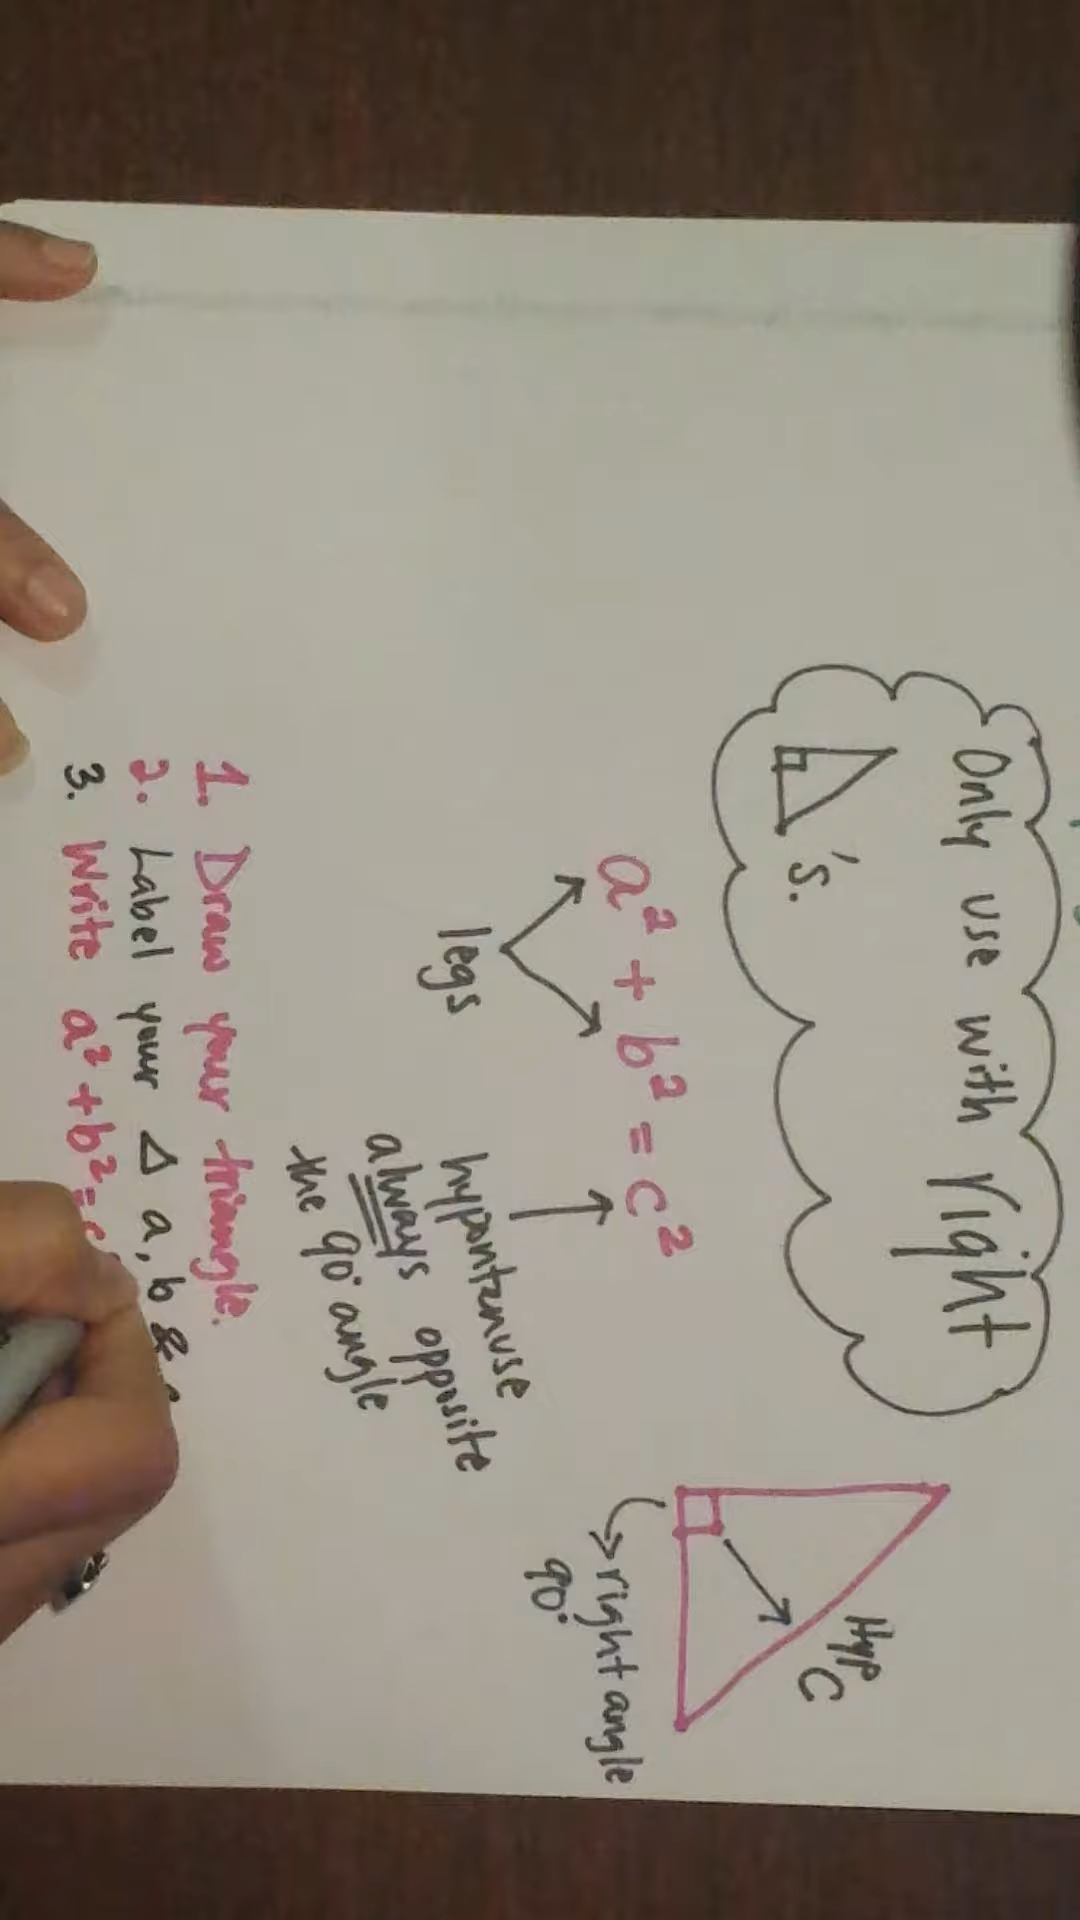 Only use with right
's.
a² + b² = c²
legs
hypontenuse
always opposite
the 90° angle
Hyp
C
right angle
90°
1. Draw your triangle.
2. Label your △ a, b &
3. Write a² + b² = c